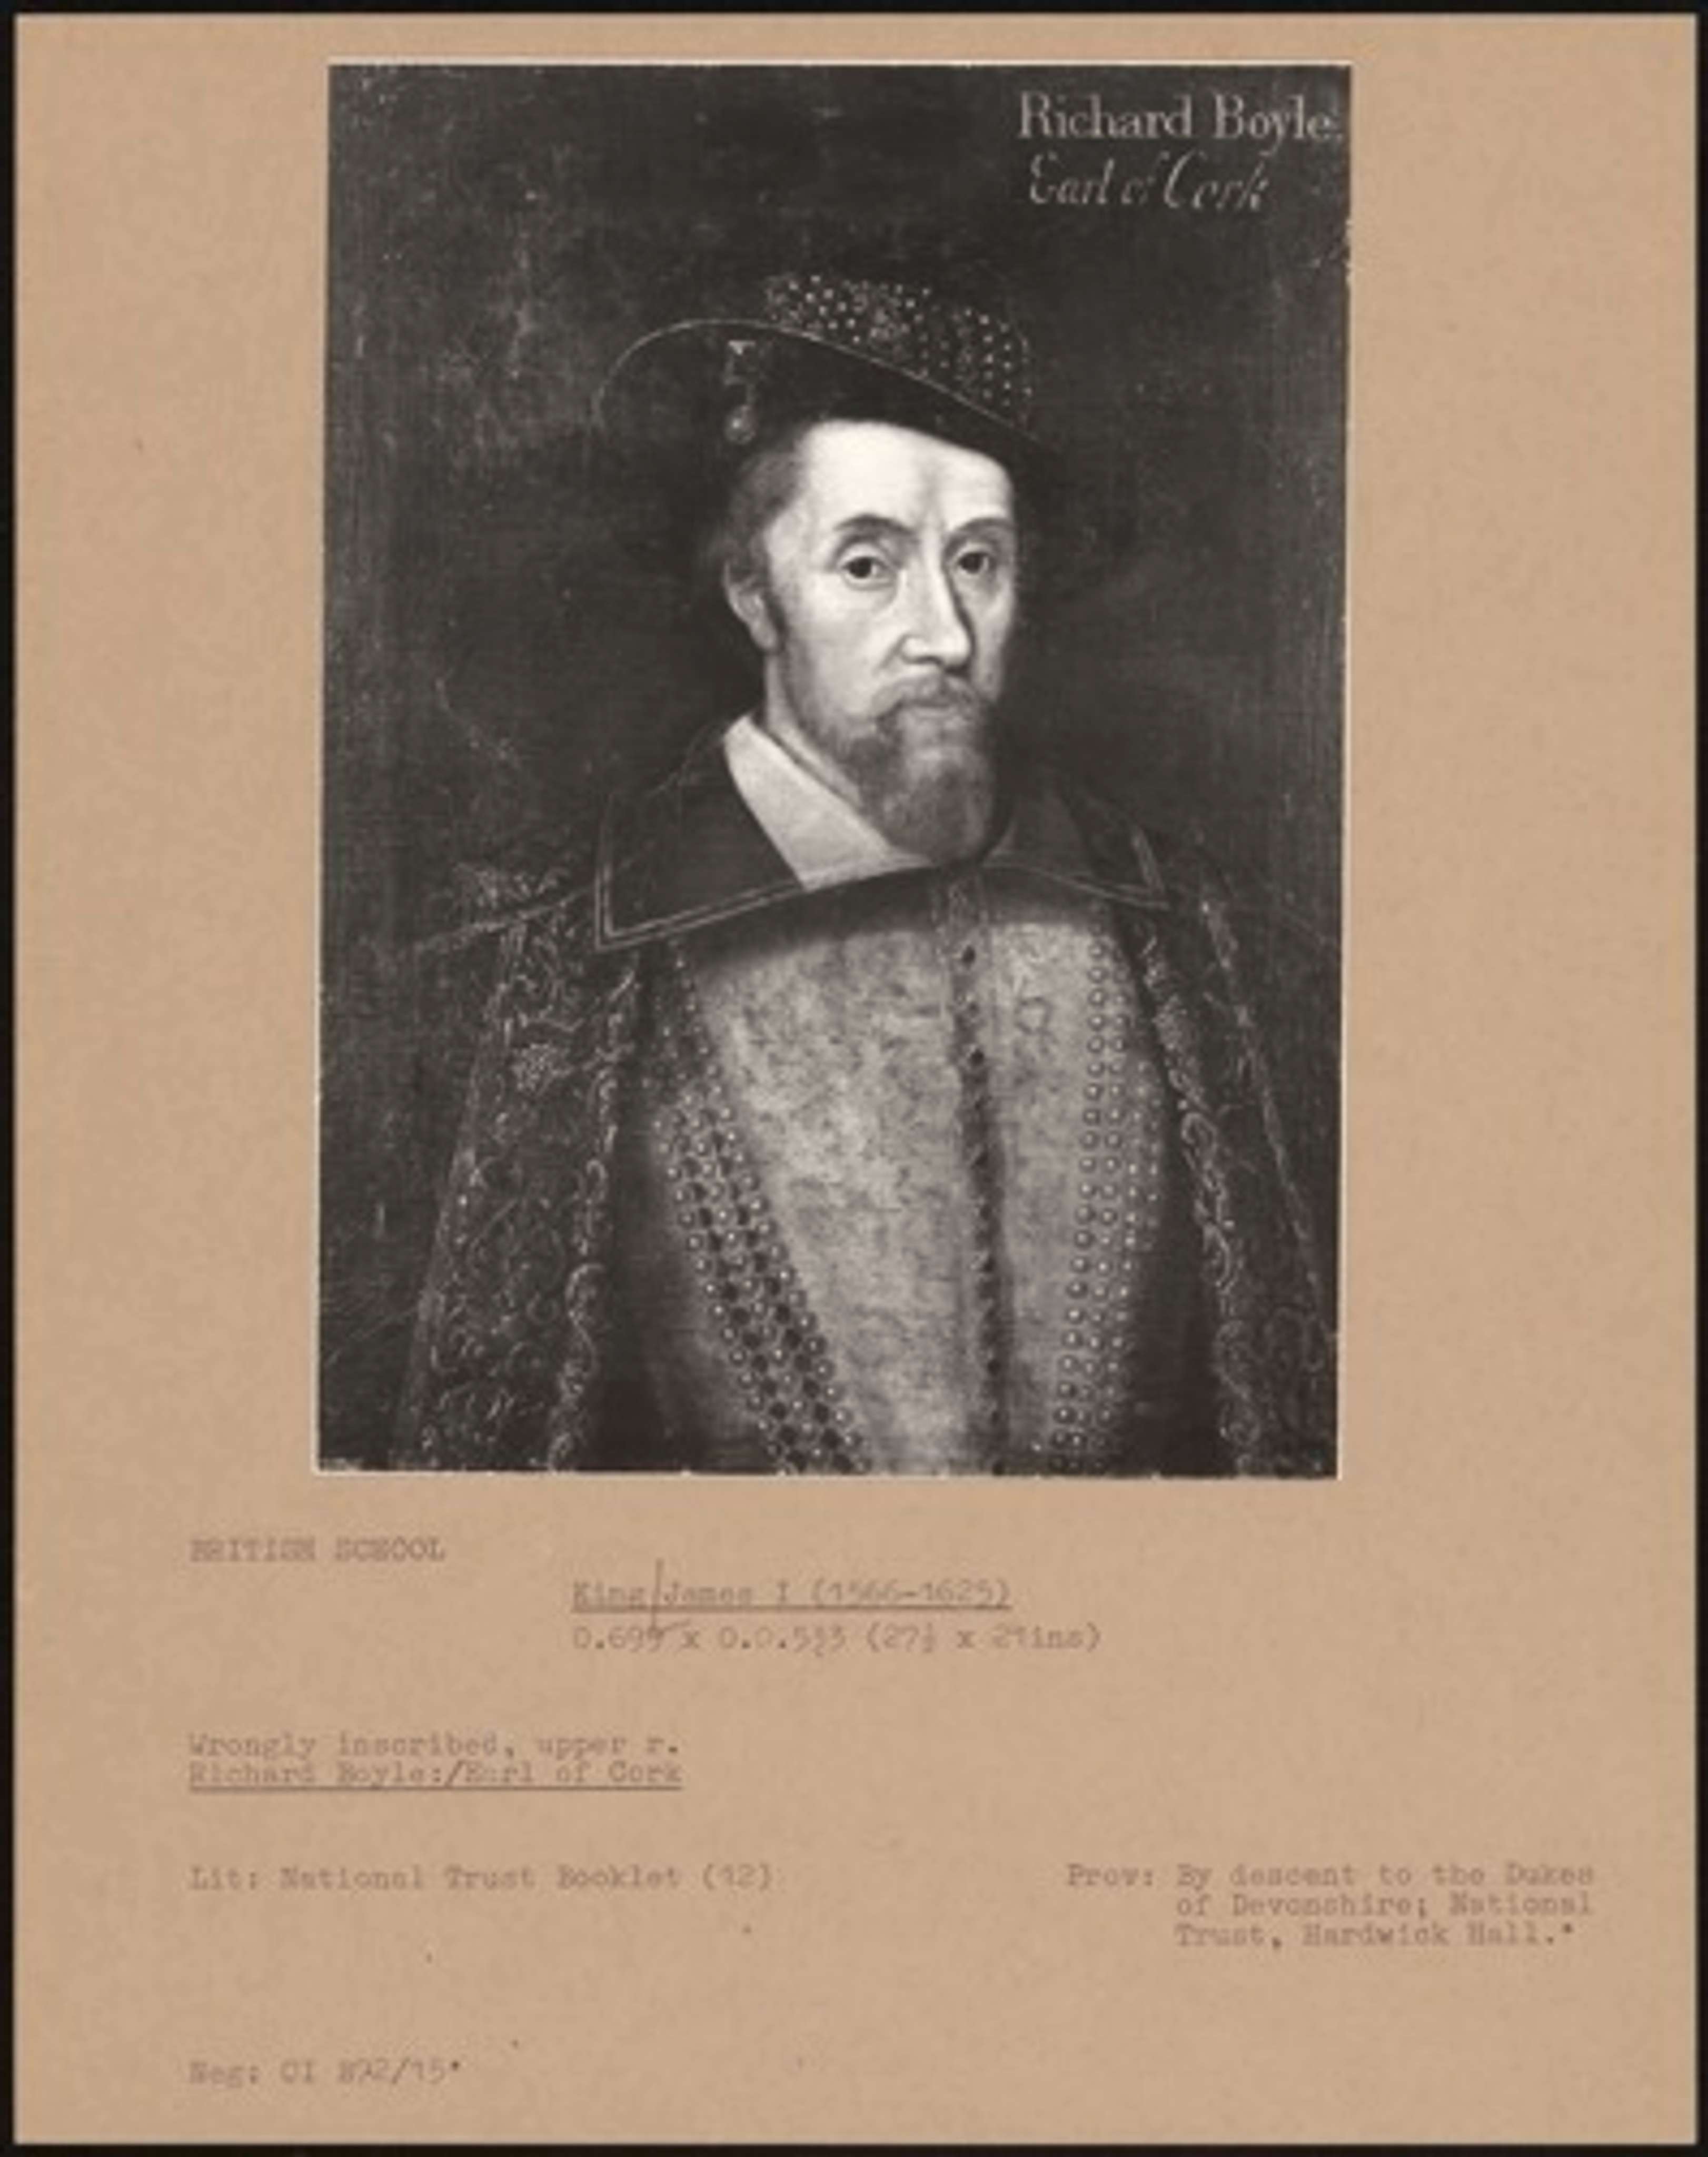 Richard Boyle:
Earl of Cork
BRITISH SCHOOL
King James I (1566-1625)
0.699 x 0.0.533 (27½ x 21ins)
Wrongly inscribed, upper r.
Richard Boyle:/Earl of Cork
Lit: National Trust Booklet (12)
Prov: By descent to the Dukes
of Devonshire; National
Trust, Hardwick Hall.
Neg: CI B92/15